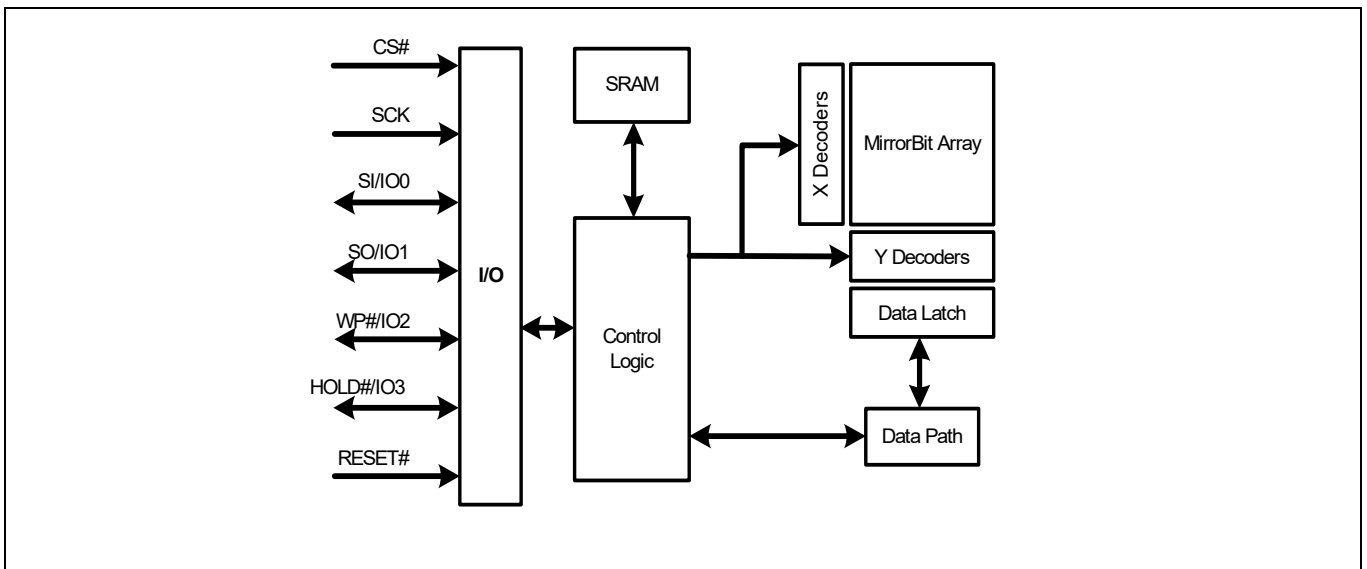 CS#
SCK
SI/IO0
SO/IO1
WP#/IO2
HOLD#/IO3
RESET#
I/O
SRAM
Control
Logic
X Decoders
MirrorBit Array
Y Decoders
Data Latch
Data Path